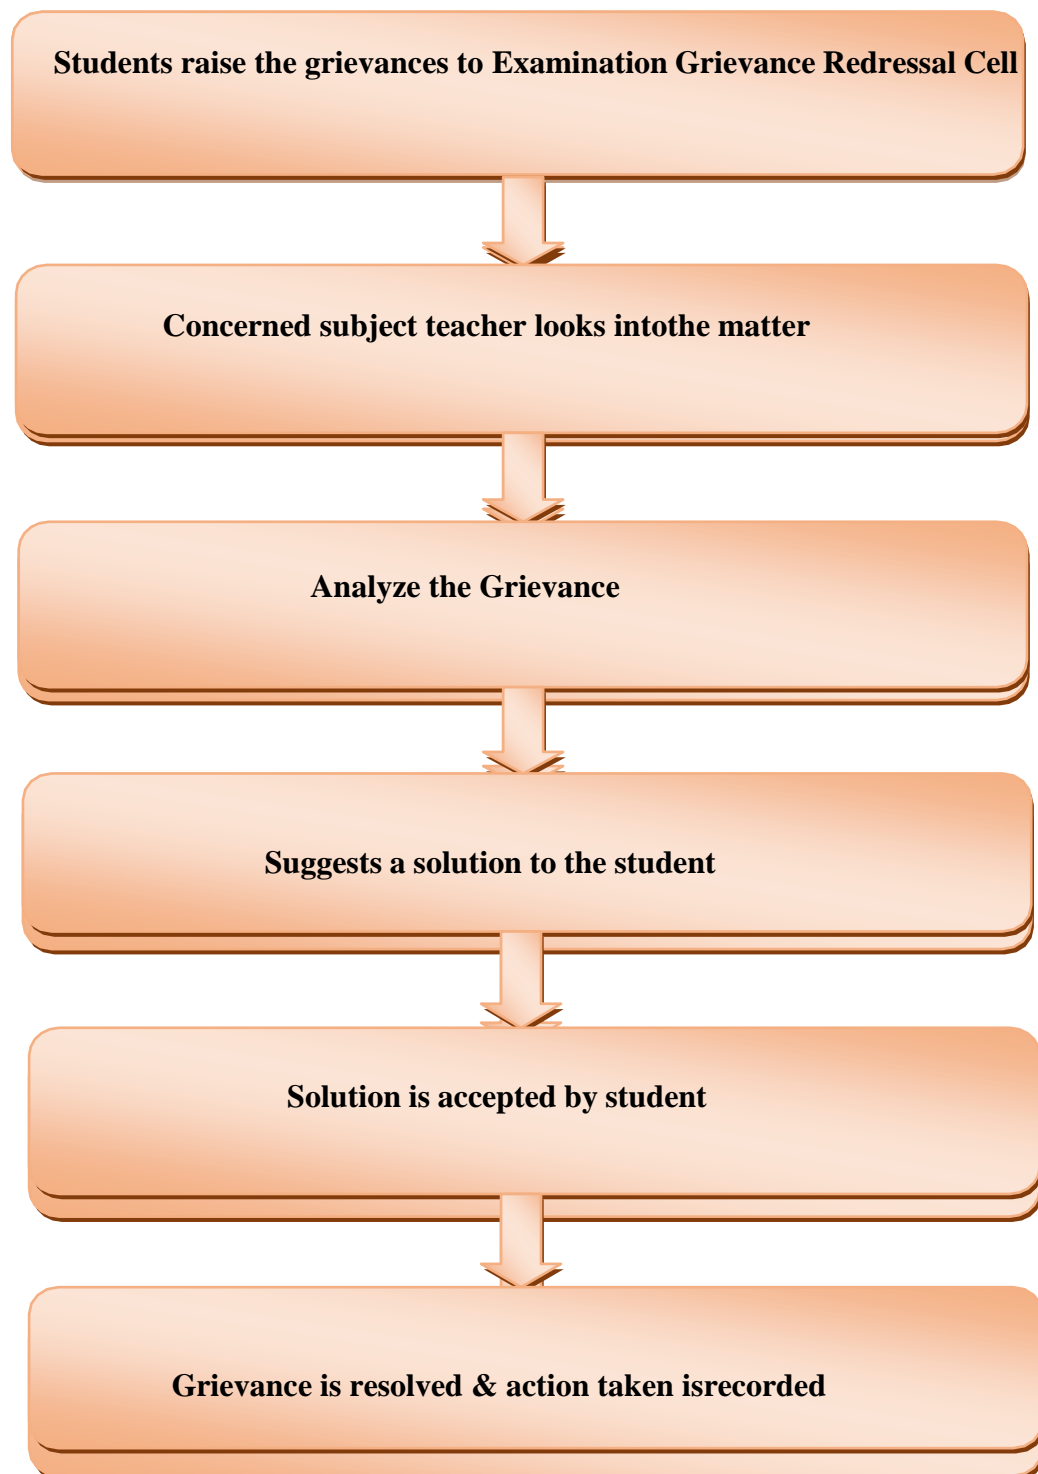 Students raise the grievances to Examination Grievance Redressal Cell
Concerned subject teacher looks intothe matter
Analyze the Grievance
Suggests a solution to the student
Solution is accepted by student
Grievance is resolved & action taken isrecorded